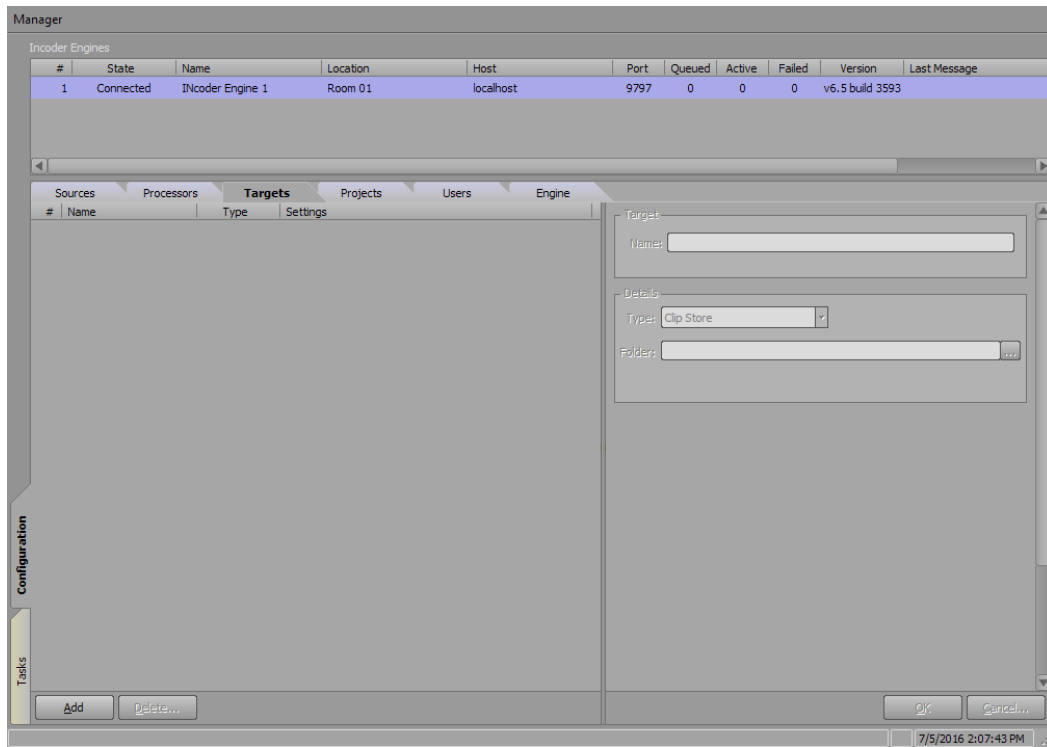 Manager
Incoder Engines
# State Name Location Host Port Queued Active Failed Version Last Message
1 Connected INcoder Engine 1 Room 01 localhost 9797 0 0 0 v6.5 build 3593
Sources Processors Targets Projects Users Engine
# Name Type Settings
Target
Name:
Details
Type: Clip Store
Folder: ...
Configuration
Tasks
Add Delete... OK Cancel...
7/5/2016 2:07:43 PM